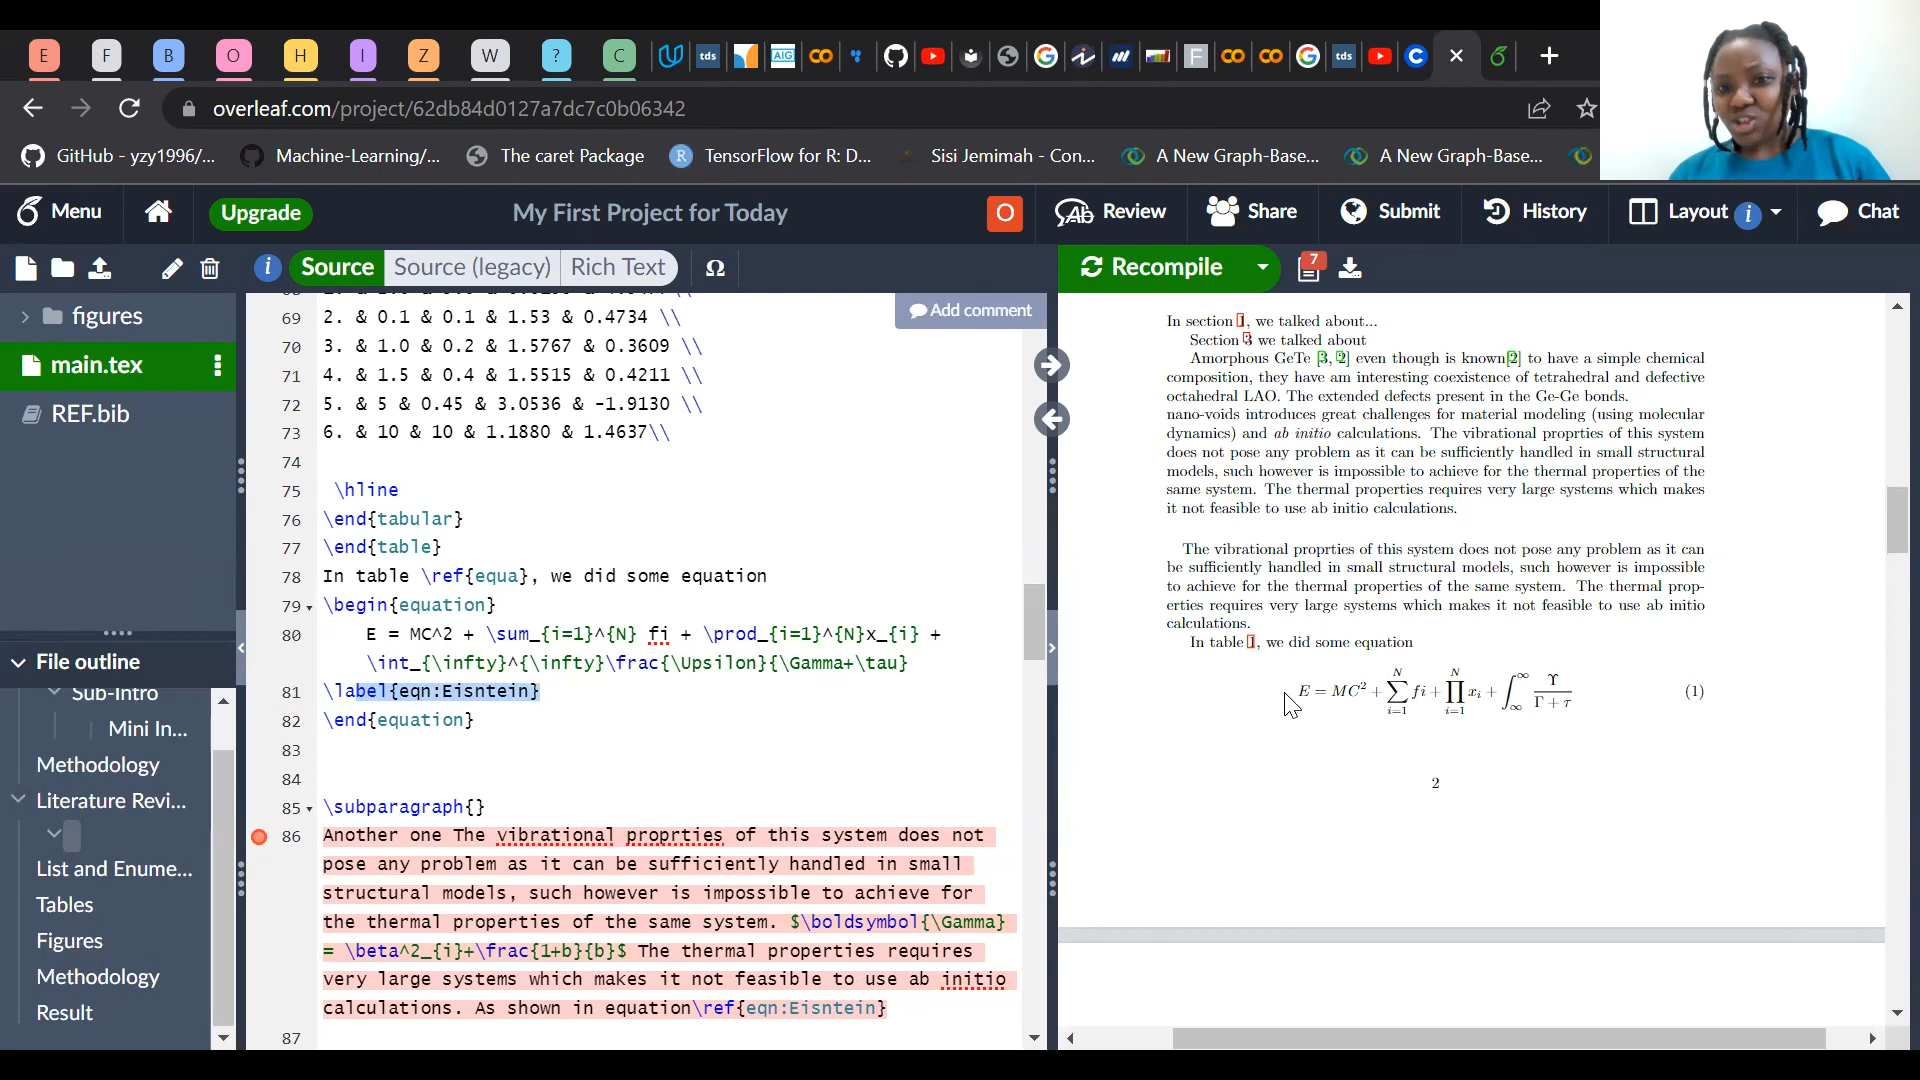 E F B O H I Z W ? C tds AIG F tds
overleaf.com/project/62db84d0127a7dc7c0b06342
GitHub - yzy1996/... Machine-Learning/... The caret Package TensorFlow for R: D... Sisi Jemimah - Con... A New Graph-Base... A New Graph-Base...
Menu Upgrade My First Project for Today O Review Share Submit History Layout i Chat
i Source Source (legacy) Rich Text Ω Recompile 7
figures
main.tex
REF.bib
File outline
Sub-Intro
Mini In...
Methodology
Literature Revi...
List and Enume...
Tables
Figures
Methodology
Result
Add comment
69 2. & 0.1 & 0.1 & 1.53 & 0.4734 \\
70 3. & 1.0 & 0.2 & 1.5767 & 0.3609 \\
71 4. & 1.5 & 0.4 & 1.5515 & 0.4211 \\
72 5. & 5 & 0.45 & 3.0536 & -1.9130 \\
73 6. & 10 & 10 & 1.1880 & 1.4637\\
74
75 \hline
76 \end{tabular}
77 \end{table}
78 In table \ref{equa}, we did some equation
79 \begin{equation}
80 E = MC^2 + \sum_{i=1}^{N} fi + \prod_{i=1}^{N}x_{i} +
\int_{\infty}^{\infty}\frac{\Upsilon}{\Gamma+\tau}
81 \label{eqn:Eisntein}
82 \end{equation}
83
84
85 \subparagraph{}
86 Another one The vibrational proprties of this system does not
pose any problem as it can be sufficiently handled in small
structural models, such however is impossible to achieve for
the thermal properties of the same system. $\boldsymbol{\Gamma}
= \beta^2_{i}+\frac{1+b}{b}$ The thermal properties requires
very large systems which makes it not feasible to use ab initio
calculations. As shown in equation\ref{eqn:Eisntein}
87
In section 1, we talked about...
Section 3 we talked about
Amorphous GeTe [3, 2] even though is known[2] to have a simple chemical
composition, they have am interesting coexistence of tetrahedral and defective
octahedral LAO. The extended defects present in the Ge-Ge bonds.
nano-voids introduces great challenges for material modeling (using molecular
dynamics) and ab initio calculations. The vibrational proprties of this system
does not pose any problem as it can be sufficiently handled in small structural
models, such however is impossible to achieve for the thermal properties of the
same system. The thermal properties requires very large systems which makes
it not feasible to use ab initio calculations.
The vibrational proprties of this system does not pose any problem as it can
be sufficiently handled in small structural models, such however is impossible
to achieve for the thermal properties of the same system. The thermal prop-
erties requires very large systems which makes it not feasible to use ab initio
calculations.
In table 1, we did some equation
E = MC² + ∑_{i=1}^{N} fi + ∏_{i=1}^{N} x_i + ∫_∞^∞ Υ/(Γ + τ) (1)
2